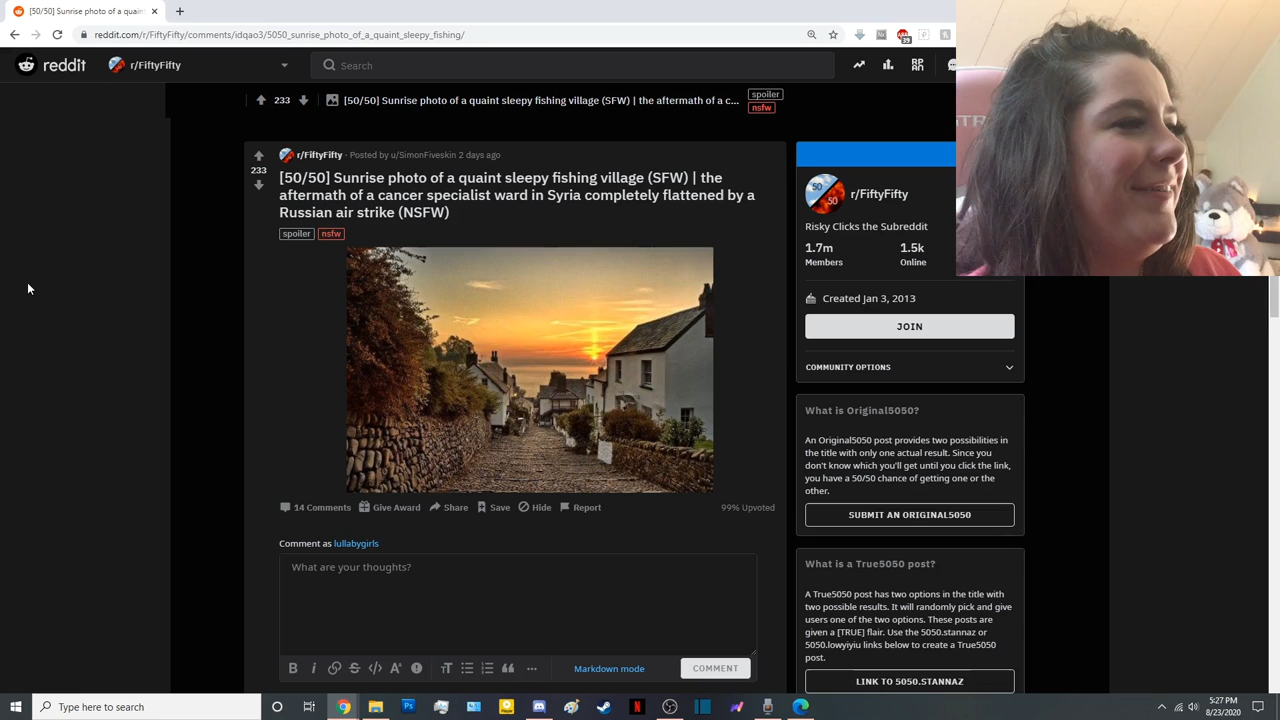 [50/50] Sunrise photo of a quaint
reddit.com/r/FiftyFifty/comments/idqao3/5050_sunrise_photo_of_a_quaint_sleepy_fishing/
39
reddit
r/FiftyFifty
Search
233
[50/50] Sunrise photo of a quaint sleepy fishing village (SFW) | the aftermath of a c...
spoiler
nsfw
r/FiftyFifty · Posted by u/SimonFiveskin 2 days ago
233
[50/50] Sunrise photo of a quaint sleepy fishing village (SFW) | the
aftermath of a cancer specialist ward in Syria completely flattened by a
Russian air strike (NSFW)
spoiler nsfw
14 Comments Give Award Share Save Hide Report 99% Upvoted
Comment as lullabygirls
What are your thoughts?
Markdown mode COMMENT
50
50
r/FiftyFifty
Risky Clicks the Subreddit
1.7m 1.5k
Members Online
Created Jan 3, 2013
JOIN
COMMUNITY OPTIONS
What is Original5050?
An Original5050 post provides two possibilities in
the title with only one actual result. Since you
don't know which you'll get until you click the link,
you have a 50/50 chance of getting one or the
other.
SUBMIT AN ORIGINAL5050
What is a True5050 post?
A True5050 post has two options in the title with
two possible results. It will randomly pick and give
users one of the two options. These posts are
given a [TRUE] flair. Use the 5050.stannaz or
5050.lowyiyiu links below to create a True5050
post.
LINK TO 5050.STANNAZ
Type here to search
5:27 PM
8/23/2020